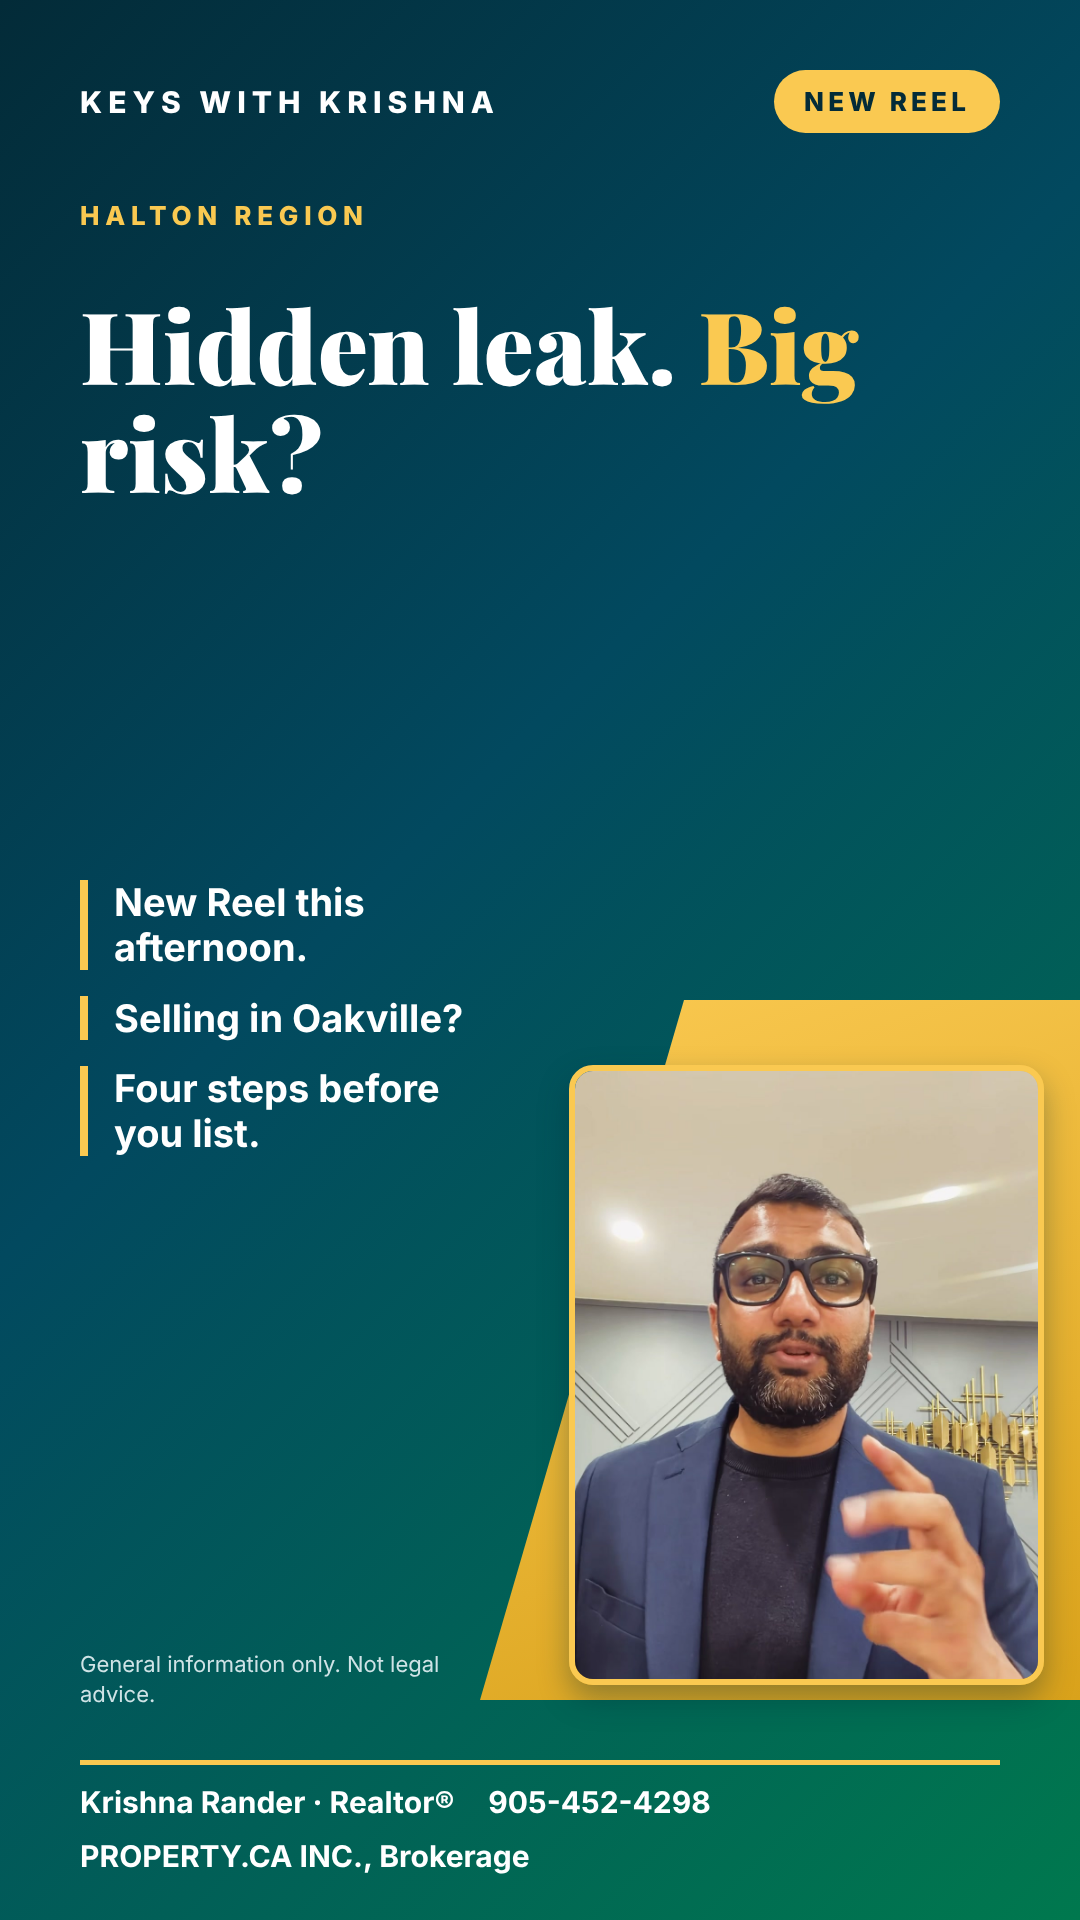 KEYS WITH KRISHNA
NEW REEL
HALTON REGION
Hidden leak. Big
risk?
New Reel this
afternoon.
Selling in Oakville?
Four steps before
you list.
General information only. Not legal
advice.
Krishna Rander · Realtor® 905-452-4298
PROPERTY.CA INC., Brokerage